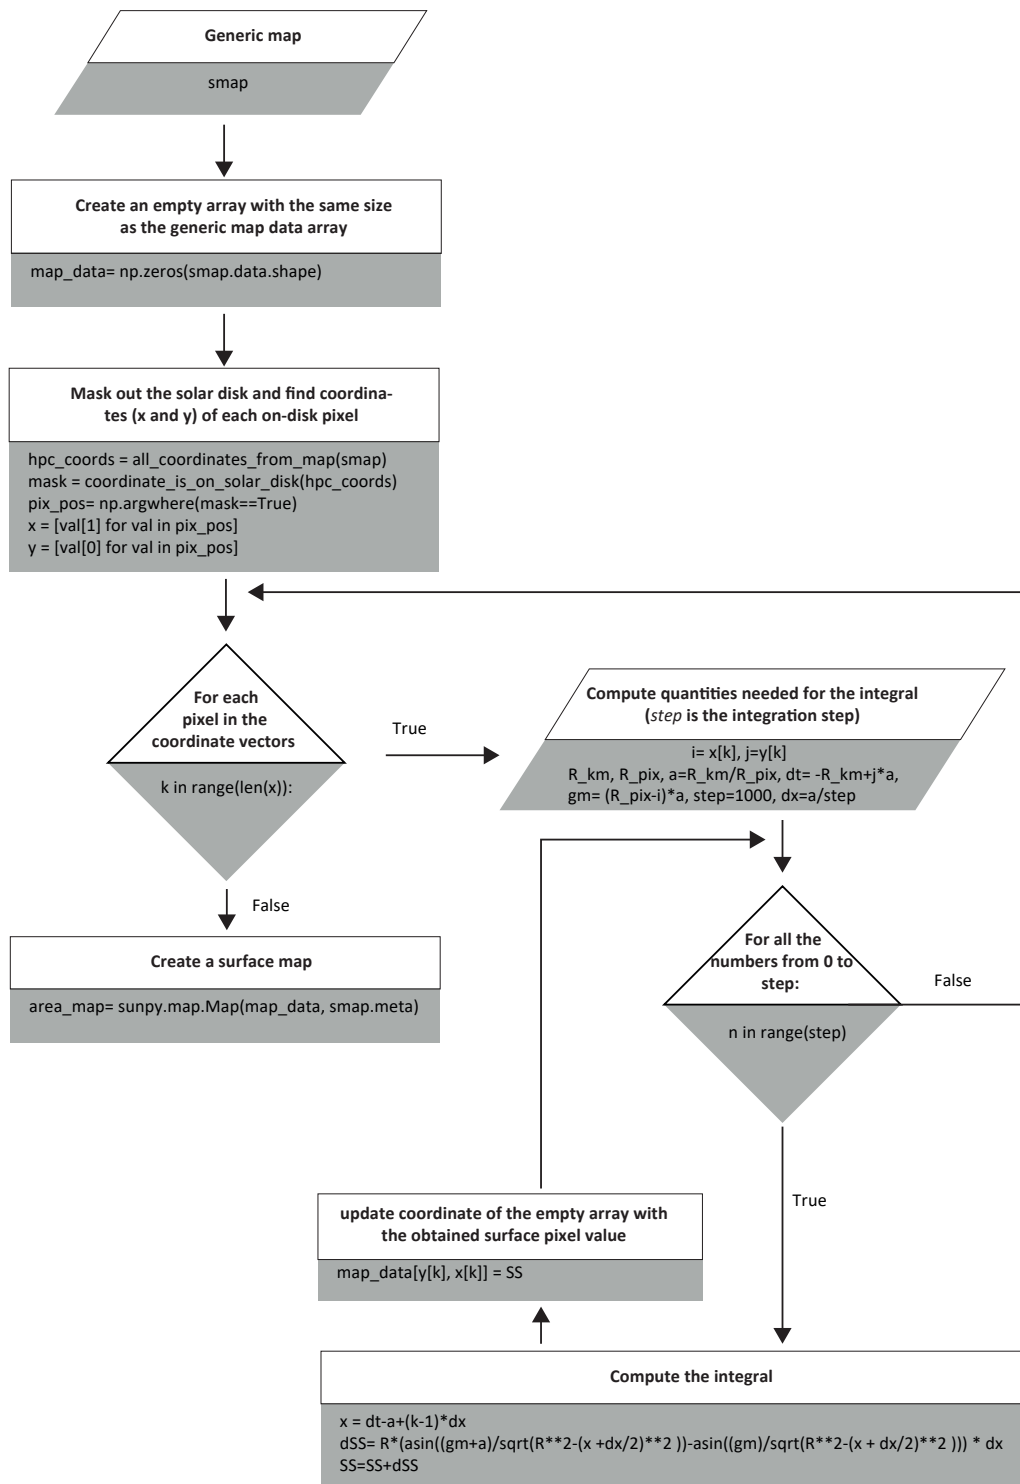 Generic map
smap
Create an empty array with the same size
as the generic map data array
map_data= np.zeros(smap.data.shape)
Mask out the solar disk and find coordina-
tes (x and y) of each on-disk pixel
hpc_coords = all_coordinates_from_map(smap)
mask = coordinate_is_on_solar_disk(hpc_coords)
pix_pos= np.argwhere(mask==True)
x = [val[1] for val in pix_pos]
y = [val[0] for val in pix_pos]
For each
pixel in the
coordinate vectors
k in range(len(x)):
True
False
Create a surface map
area_map= sunpy.map.Map(map_data, smap.meta)
Compute quantities needed for the integral
(step is the integration step)
i= x[k], j=y[k]
R_km, R_pix, a=R_km/R_pix, dt= -R_km+j*a,
gm= (R_pix-i)*a, step=1000, dx=a/step
For all the
numbers from 0 to
step:
n in range(step)
False
True
update coordinate of the empty array with
the obtained surface pixel value
map_data[y[k], x[k]] = SS
Compute the integral
x = dt-a+(k-1)*dx
dSS= R*(asin((gm+a)/sqrt(R**2-(x +dx/2)**2 ))-asin((gm)/sqrt(R**2-(x + dx/2)**2 ))) * dx
SS=SS+dSS